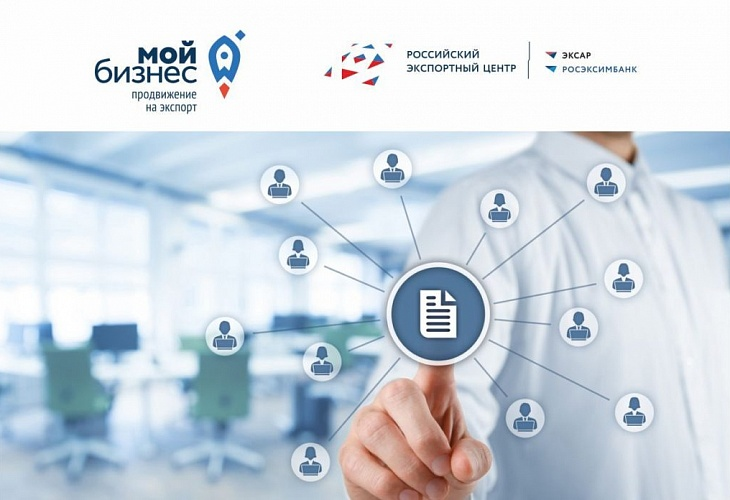 МОЙ
бизнес
продвижение
на экспорт
РОССИЙСКИЙ
ЭКСПОРТНЫЙ ЦЕНТР
ЭКСАР
РОСЭКСИМБАНК